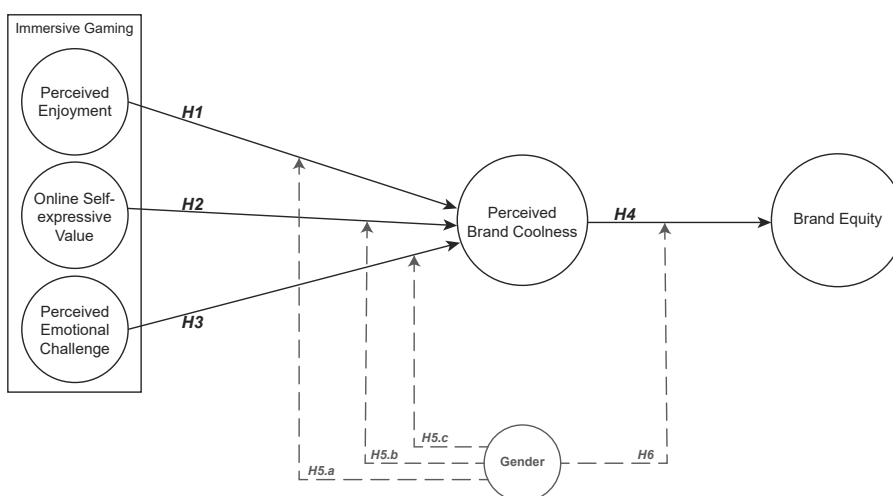 Immersive Gaming
Perceived
Enjoyment
H1
Online Self-
expressive
Value
H2
Perceived
Emotional
Challenge
H3
Perceived
Brand Coolness
H4
Brand Equity
H5.c
H5.b
H5.a
Gender
H6